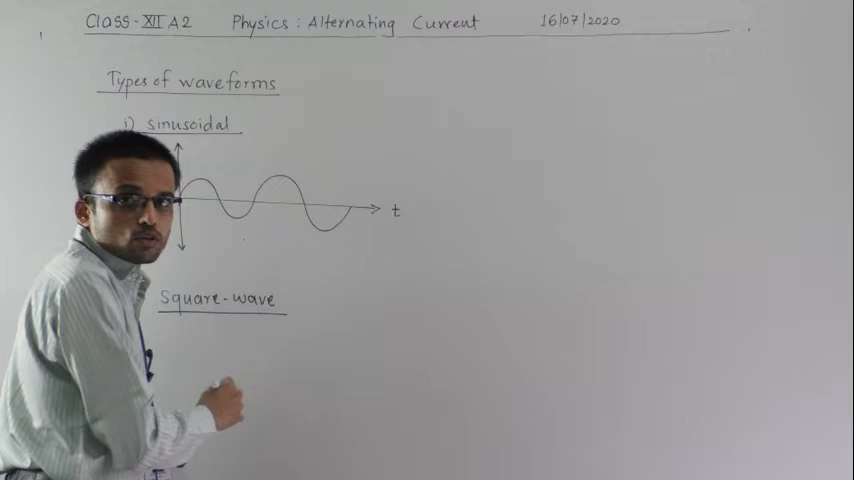 Class-XII A2 Physics : Alternating Current 16/07/2020
Types of waveforms
i) sinusoidal
t
Square-wave